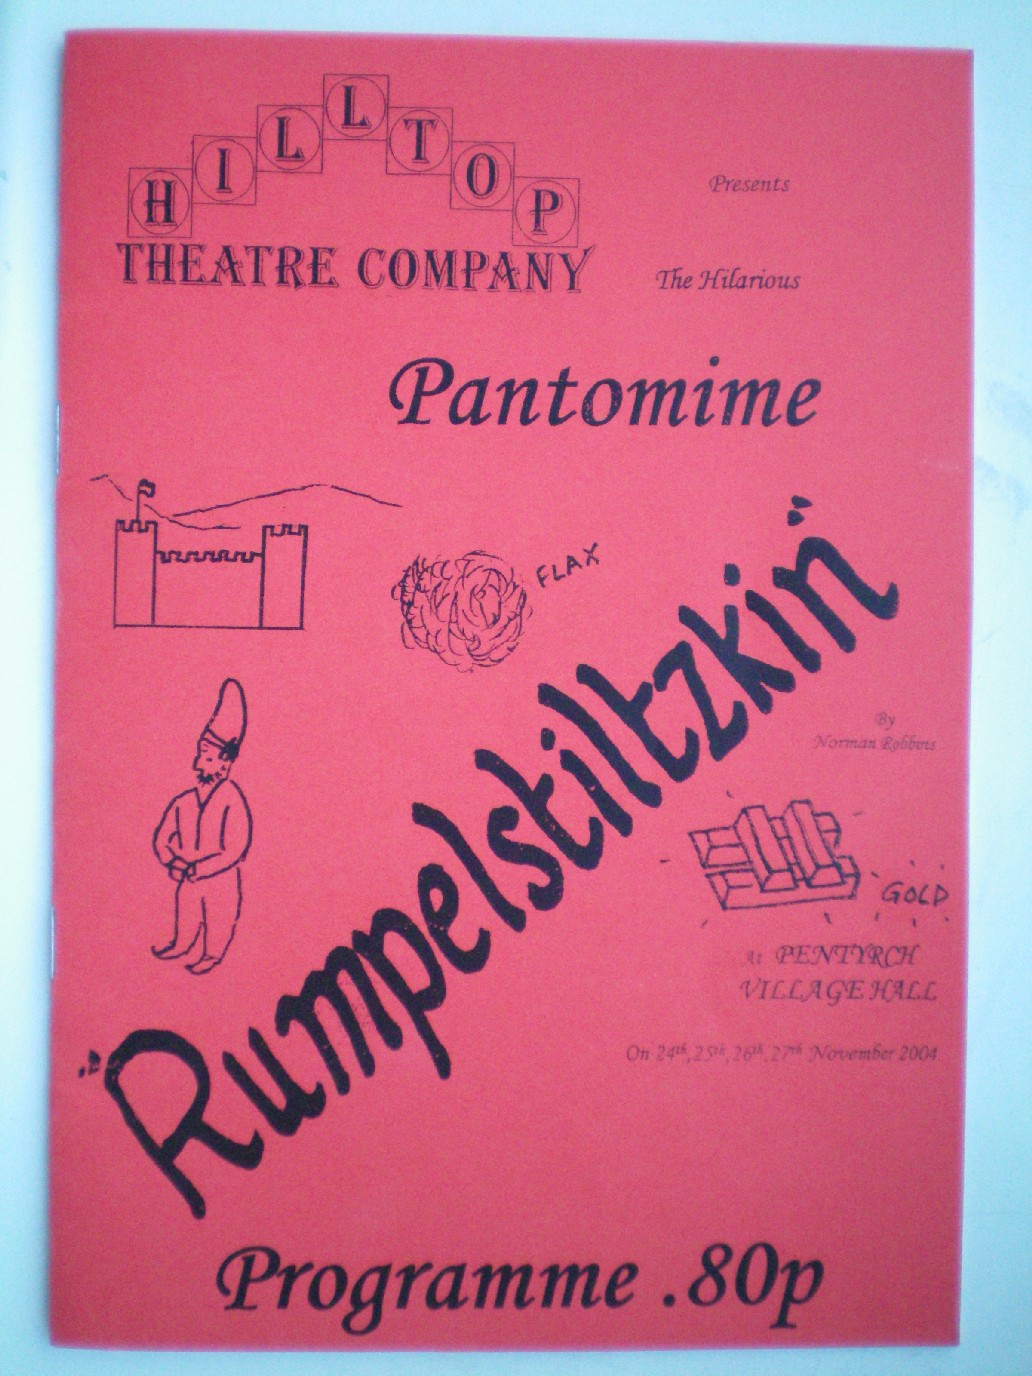 HILLTOP
THEATRE COMPANY
Presents
The Hilarious
Pantomime
FLAX
"Rumpelstiltzkin"
By
Norman Robbins
GOLD
At PENTYRCH
VILLAGE HALL
On 24th, 25th, 26th, 27th November 2004
Programme .80p